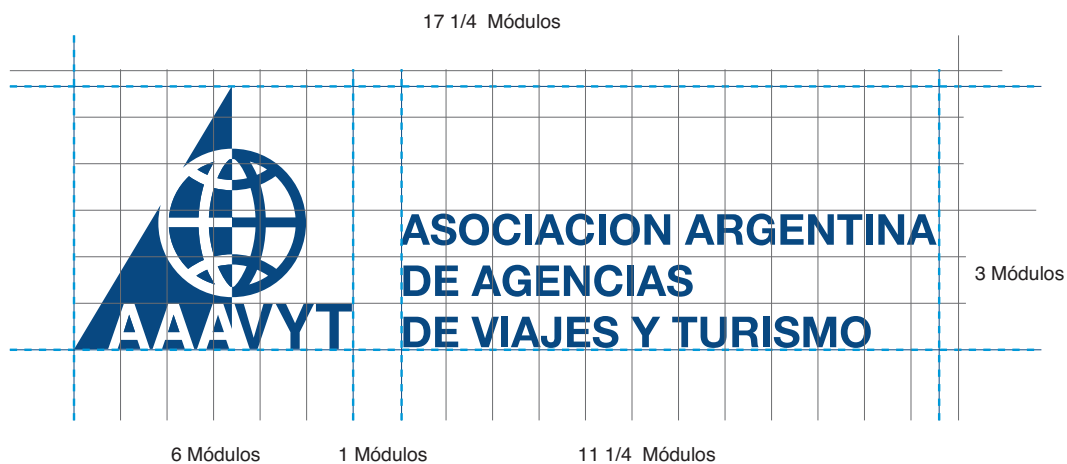 17 1/4 Módulos
ASOCIACION ARGENTINA
DE AGENCIAS
DE VIAJES Y TURISMO
3 Módulos
AAAVYT
6 Módulos
1 Módulos
11 1/4 Módulos